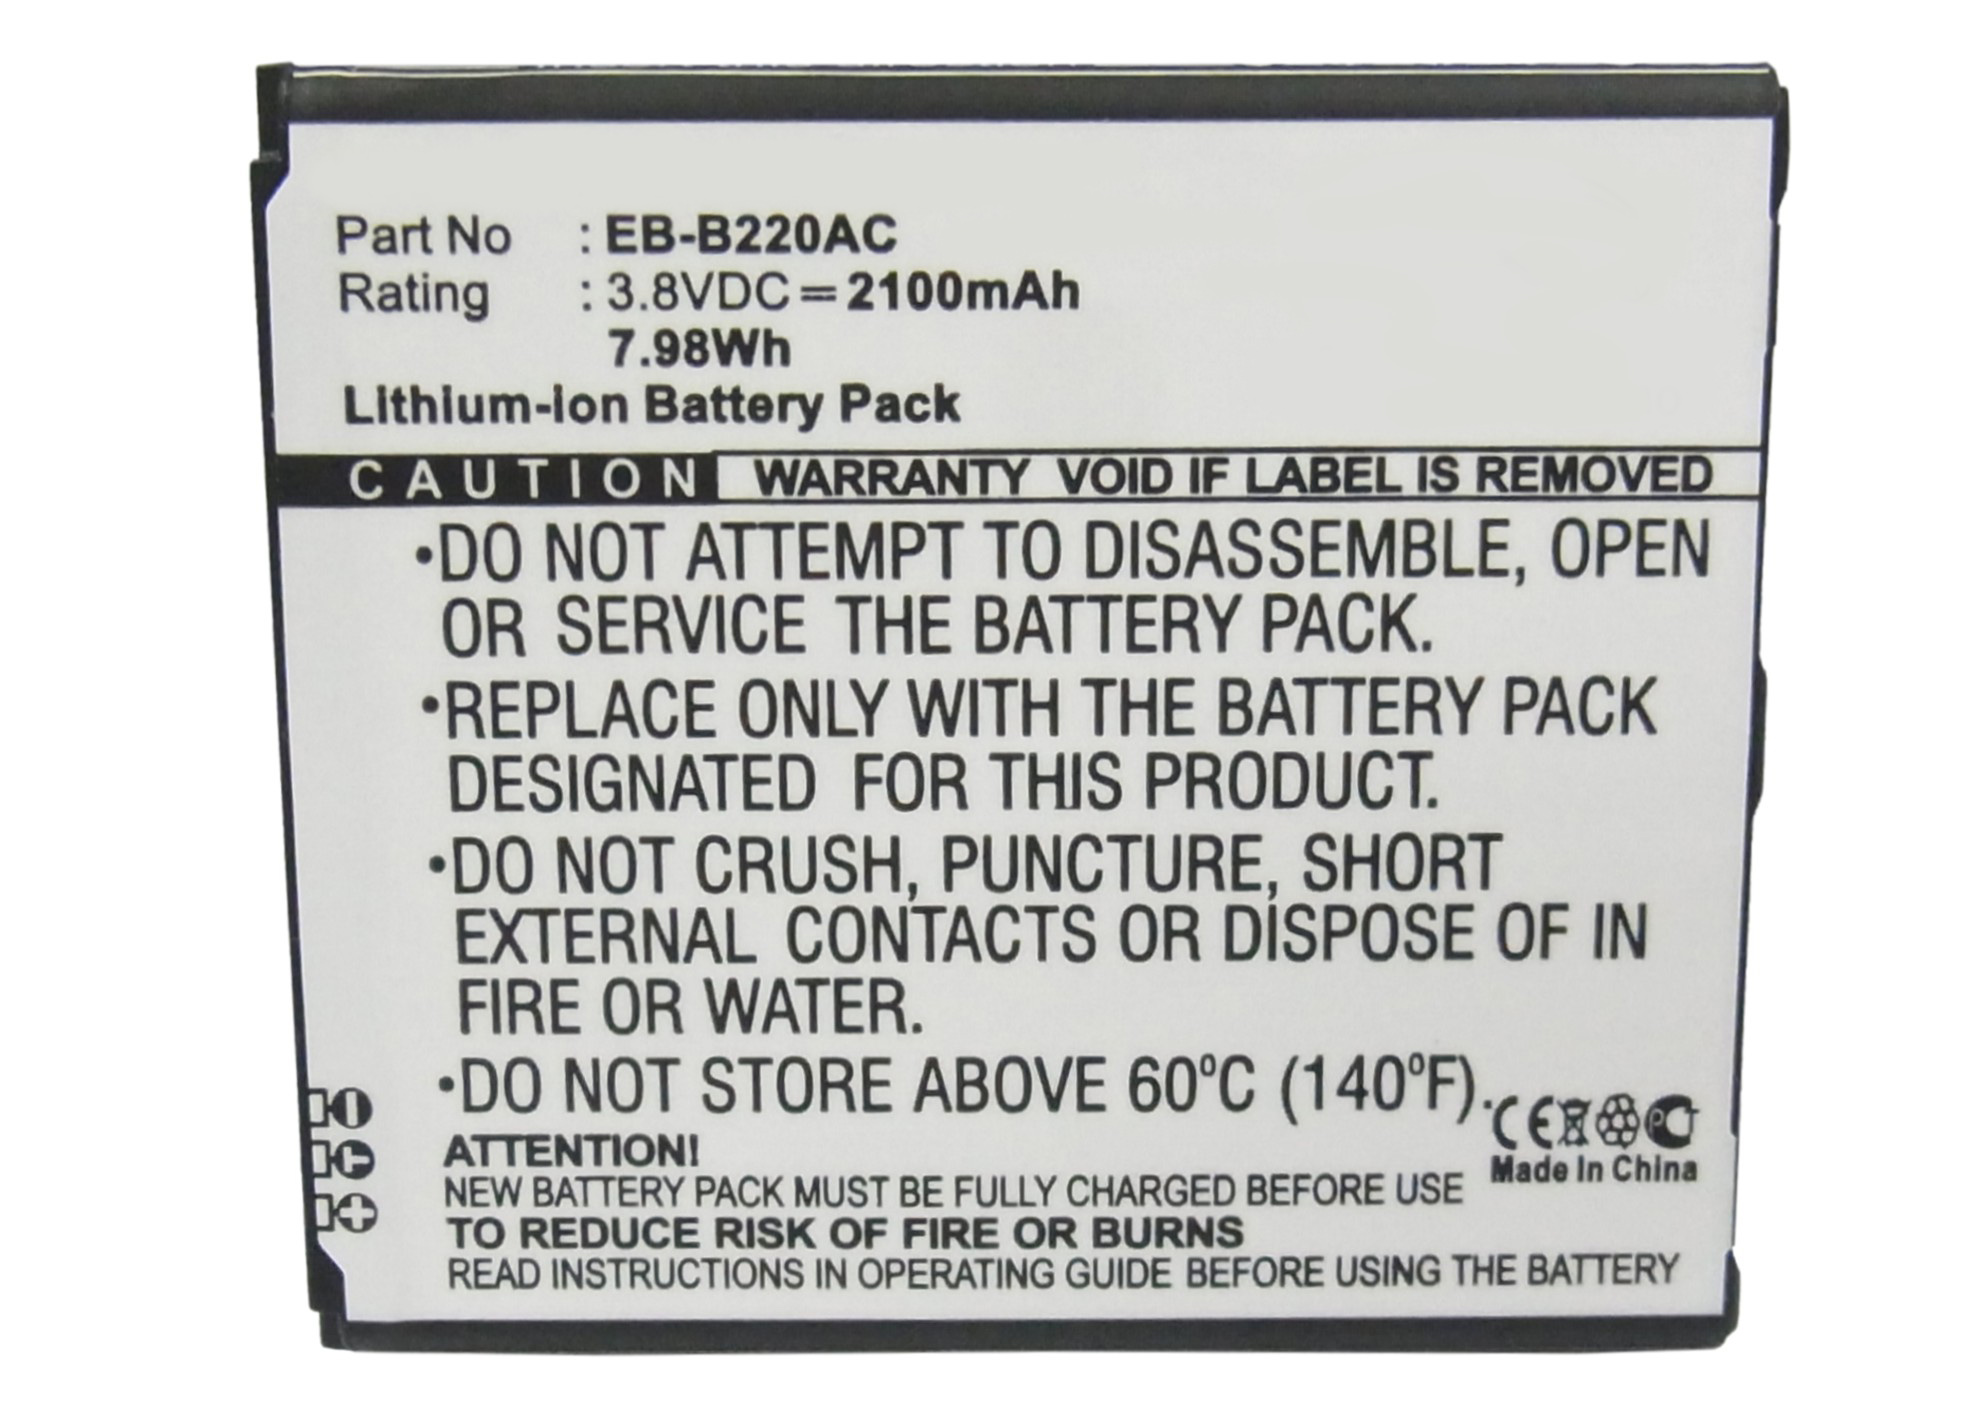 Part No : EB-B220AC
Rating : 3.8VDC = 2100mAh
7.98Wh
Lithium-ion Battery Pack
CAUTION WARRANTY VOID IF LABEL IS REMOVED
•DO NOT ATTEMPT TO DISASSEMBLE, OPEN
OR SERVICE THE BATTERY PACK.
•REPLACE ONLY WITH THE BATTERY PACK
DESIGNATED FOR THIS PRODUCT.
•DO NOT CRUSH, PUNCTURE, SHORT
EXTERNAL CONTACTS OR DISPOSE OF IN
FIRE OR WATER.
•DO NOT STORE ABOVE 60°C (140°F).
CE
Made In China
ATTENTION!
NEW BATTERY PACK MUST BE FULLY CHARGED BEFORE USE
TO REDUCE RISK OF FIRE OR BURNS
READ INSTRUCTIONS IN OPERATING GUIDE BEFORE USING THE BATTERY